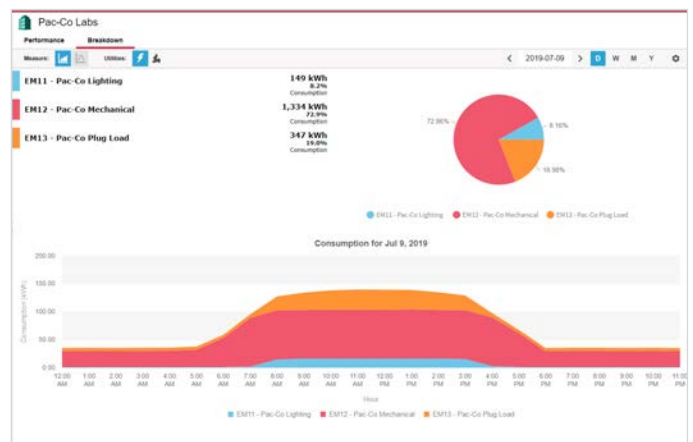 Pac-Co Labs
Performance Breakdown
Measure: Utilities: 2019-07-09 D W M Y
EM11 - Pac-Co Lighting 149 kWh
8.2%
Consumption
EM12 - Pac-Co Mechanical 1,334 kWh
72.9%
Consumption
EM13 - Pac-Co Plug Load 347 kWh
19.0%
Consumption
72.96%
8.16%
18.98%
EM11 - Pac-Co Lighting EM12 - Pac-Co Mechanical EM13 - Pac-Co Plug Load
Consumption for Jul 9, 2019
Consumption (kWh)
200.00
150.00
100.00
50.00
0.00
12:00 AM 1:00 AM 2:00 AM 3:00 AM 4:00 AM 5:00 AM 6:00 AM 7:00 AM 8:00 AM 9:00 AM 10:00 AM 11:00 AM 12:00 PM 1:00 PM 2:00 PM 3:00 PM 4:00 PM 5:00 PM 6:00 PM 7:00 PM 8:00 PM 9:00 PM 10:00 PM 11:00 PM
Hour
EM11 - Pac-Co Lighting EM12 - Pac-Co Mechanical EM13 - Pac-Co Plug Load